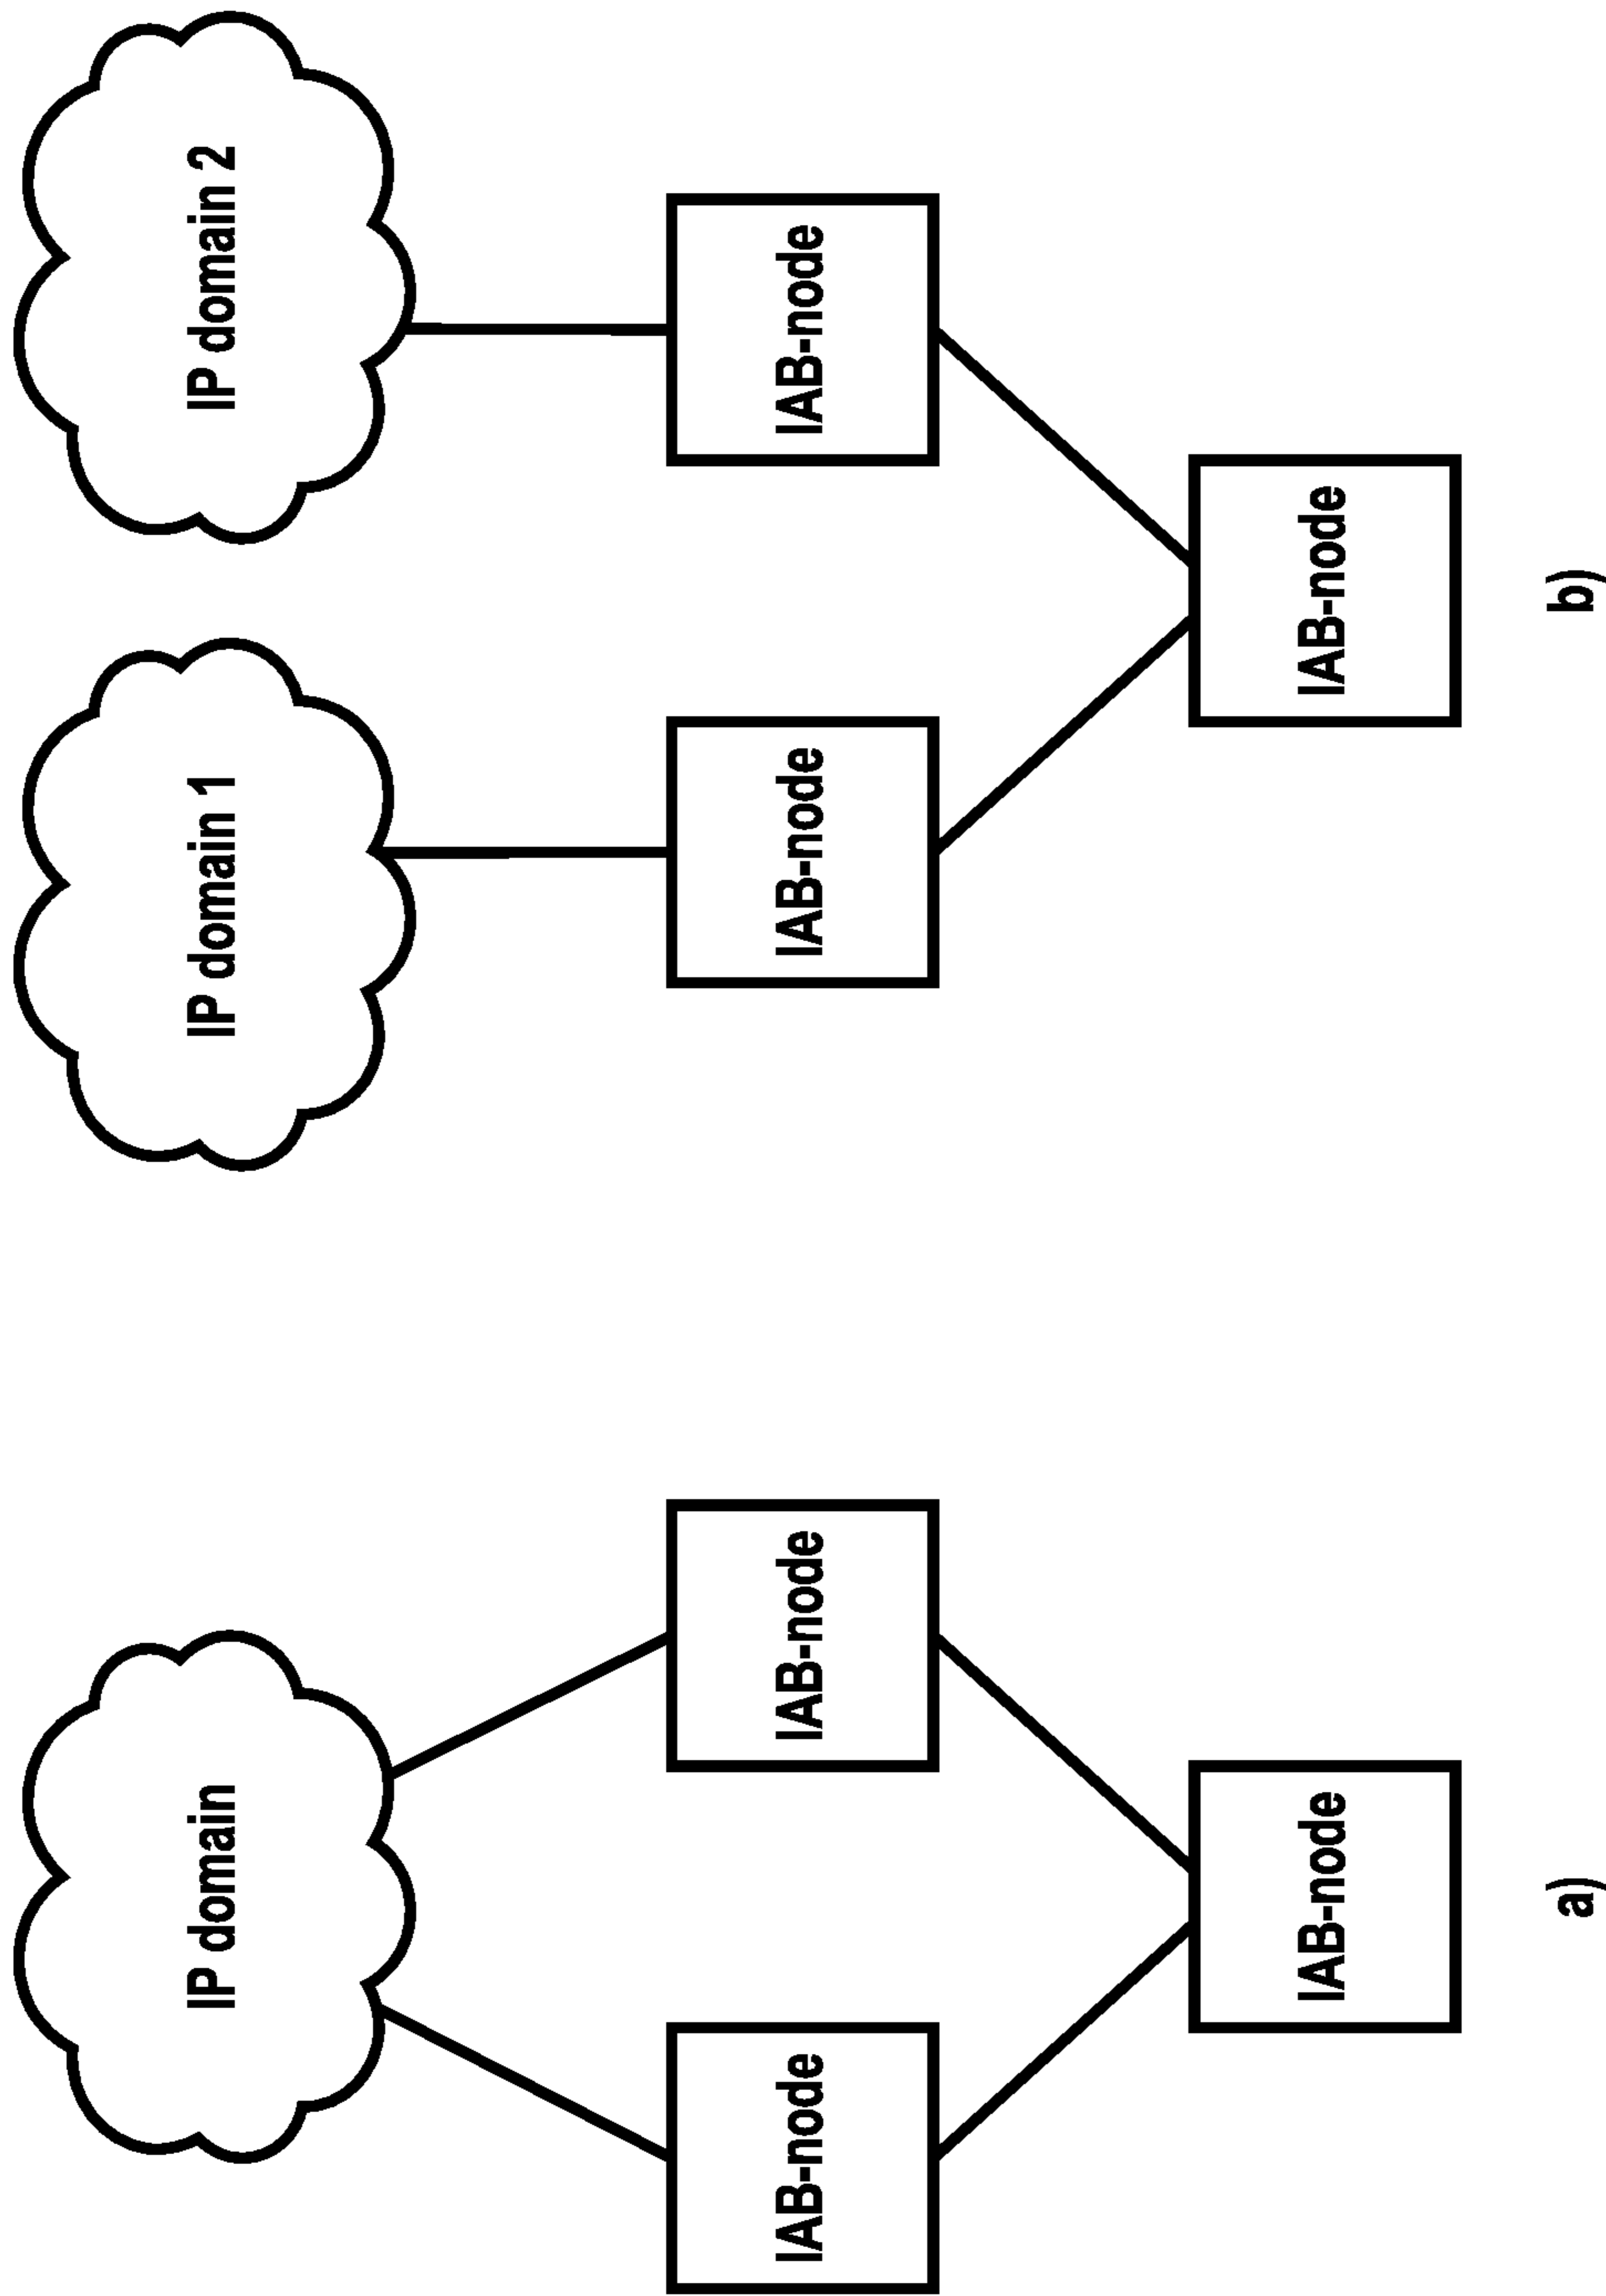 IP domain
IAB-node
IAB-node
IAB-node
a)
IP domain 1
IP domain 2
IAB-node
IAB-node
IAB-node
b)